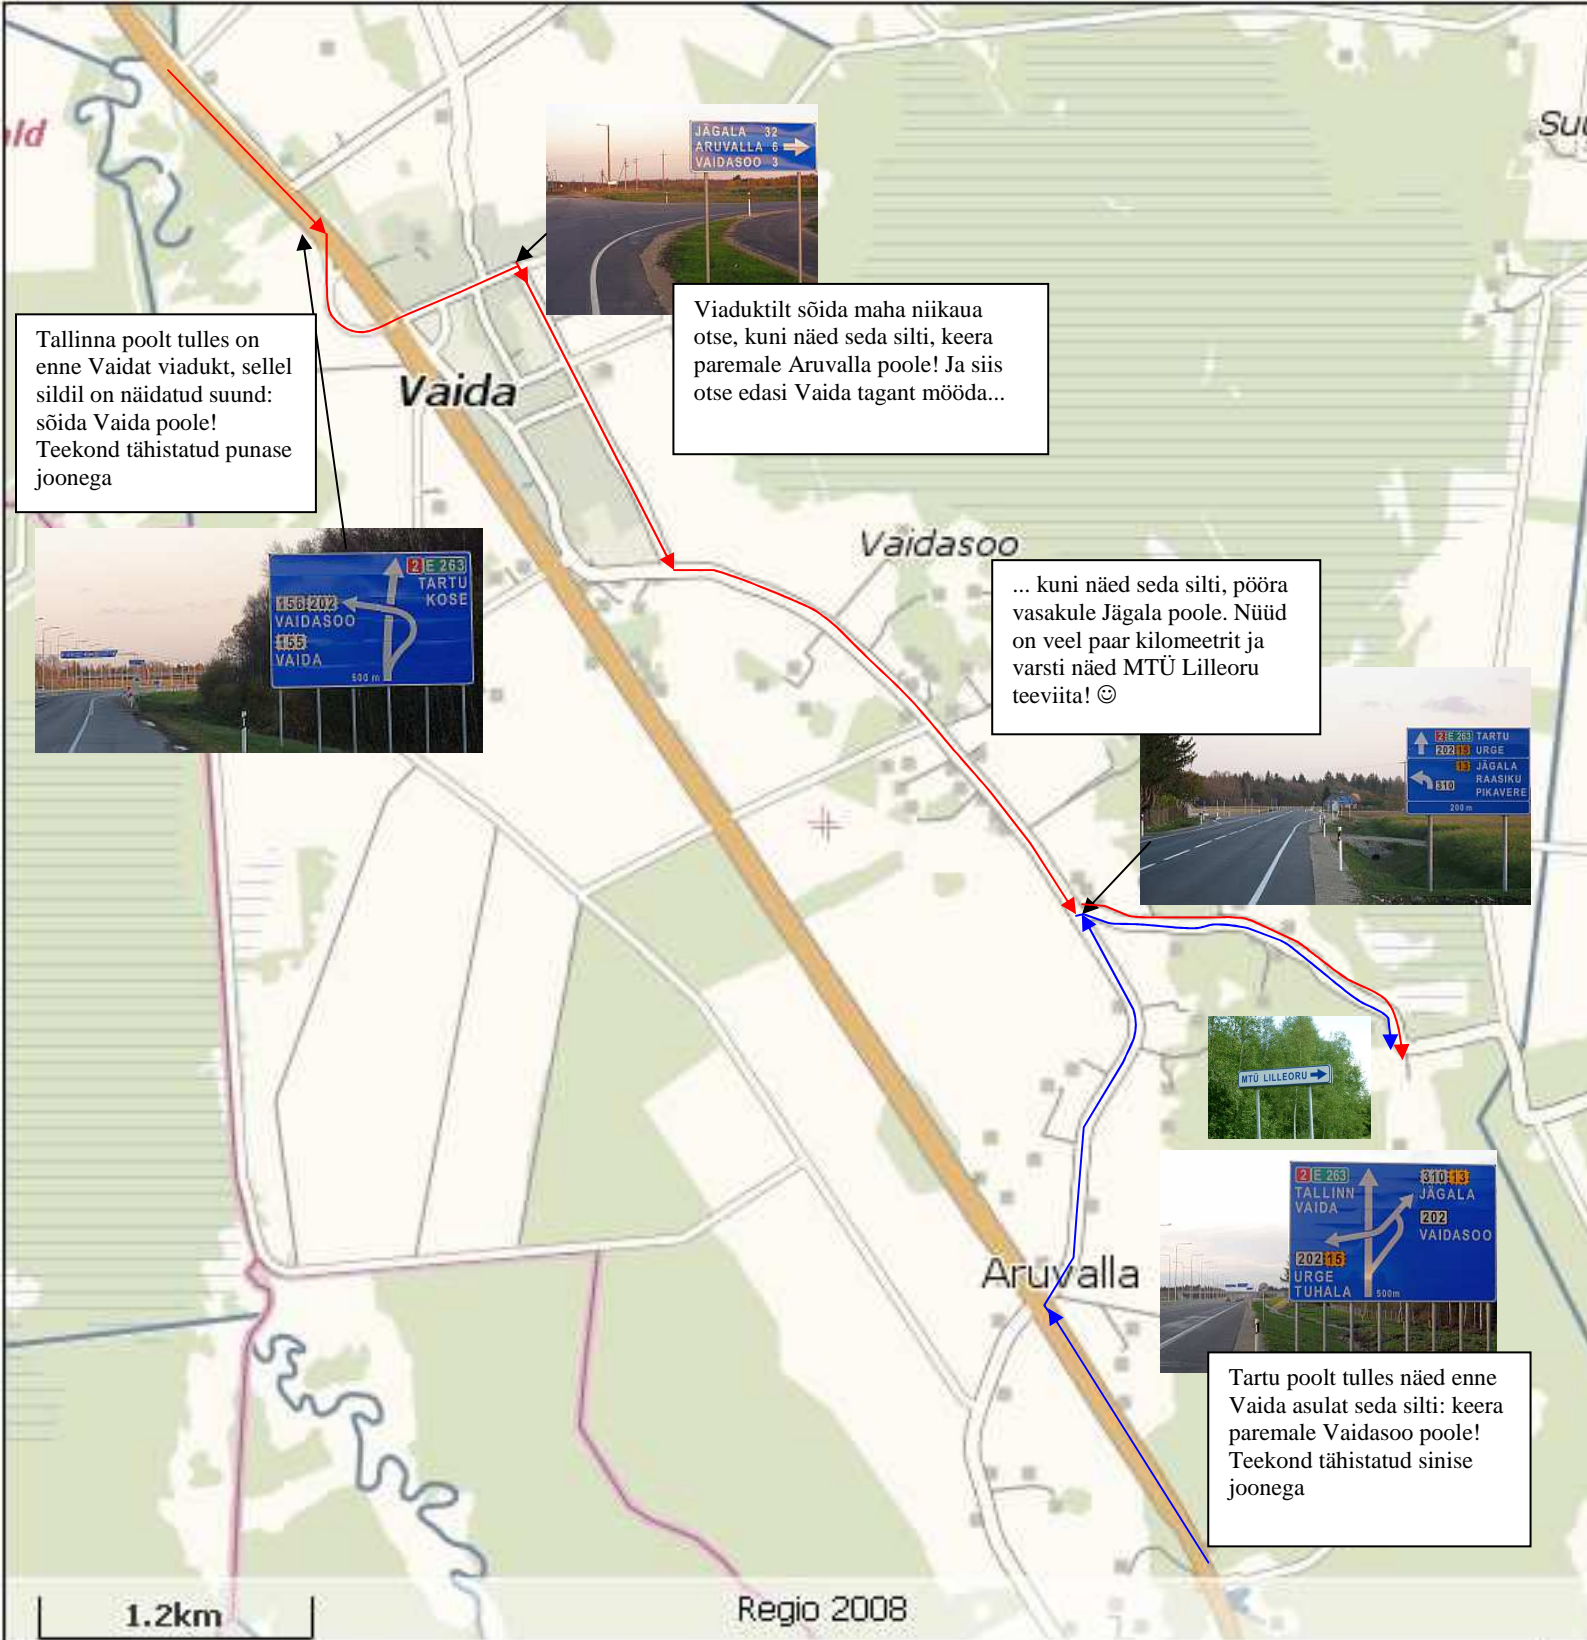 ald
Suu
JÄGALA 32
ARUVALLA 6
VAIDASOO 3
Viaduktilt sõida maha niikaua
otse, kuni näed seda silti, keera
paremale Aruvalla poole! Ja siis
otse edasi Vaida tagant mööda...
Tallinna poolt tulles on
enne Vaidat viadukt, sellel
sildil on näidatud suund:
sõida Vaida poole!
Teekond tähistatud punase
joonega
Vaida
2 E 263
TARTU
KOSE
156 202
VAIDASOO
155
VAIDA
500 m
Vaidasoo
... kuni näed seda silti, pööra
vasakule Jägala poole. Nüüd
on veel paar kilomeetrit ja
varsti näed MTÜ Lilleoru
teeviita! ☺
2 E 263 TARTU
202 15 URGE
13 JÄGALA
310 RAASIKU
PIKAVERE
200 m
MTÜ LILLEORU
2 E 263
TALLINN
VAIDA
310 13
JÄGALA
202
VAIDASOO
202 15
URGE
TUHALA
500m
Aruvalla
Tartu poolt tulles näed enne
Vaida asulat seda silti: keera
paremale Vaidasoo poole!
Teekond tähistatud sinise
joonega
1.2km
Regio 2008